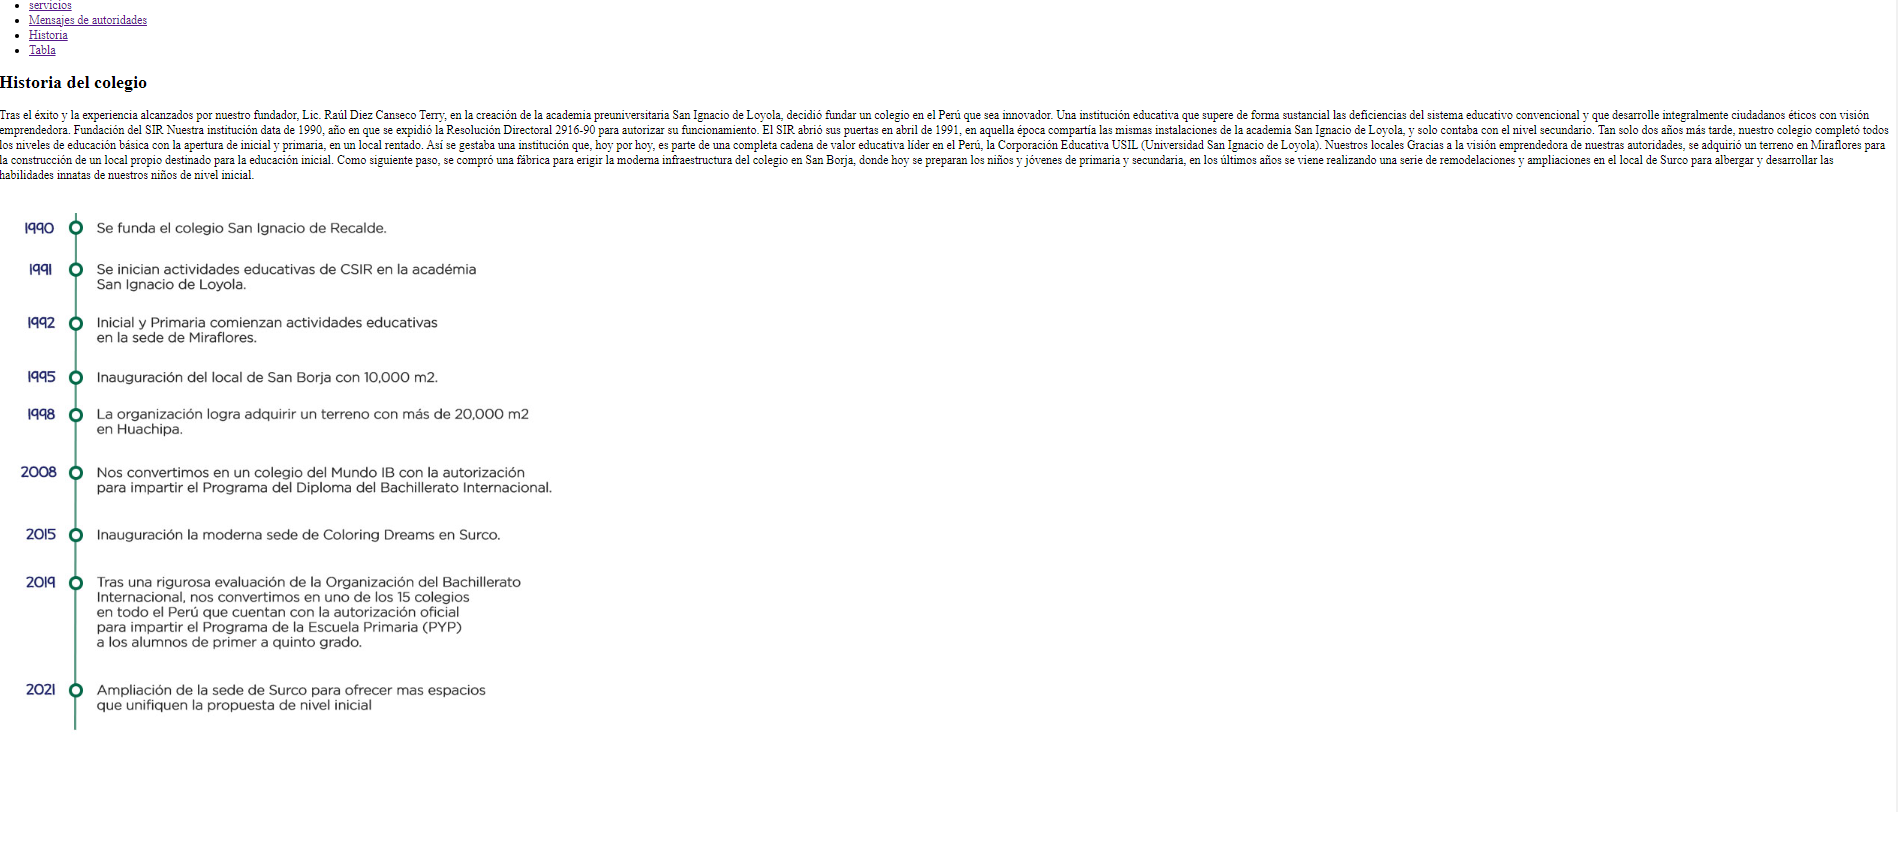 servicios
Mensajes de autoridades
Historia
Tabla
Historia del colegio
Tras el éxito y la experiencia alcanzados por nuestro fundador, Lic. Raúl Diez Canseco Terry, en la creación de la academia preuniversitaria San Ignacio de Loyola, decidió fundar un colegio en el Perú que sea innovador. Una institución educativa que supere de forma sustancial las deficiencias del sistema educativo convencional y que desarrolle integralmente ciudadanos éticos con visión
emprendedora. Fundación del SIR Nuestra institución data de 1990, año en que se expidió la Resolución Directoral 2916-90 para autorizar su funcionamiento. El SIR abrió sus puertas en abril de 1991, en aquella época compartía las mismas instalaciones de la academia San Ignacio de Loyola, y solo contaba con el nivel secundario. Tan solo dos años más tarde, nuestro colegio completó todos
los niveles de educación básica con la apertura de inicial y primaria, en un local rentado. Así se gestaba una institución que, hoy por hoy, es parte de una completa cadena de valor educativa líder en el Perú, la Corporación Educativa USIL (Universidad San Ignacio de Loyola). Nuestros locales Gracias a la visión emprendedora de nuestras autoridades, se adquirió un terreno en Miraflores para
la construcción de un local propio destinado para la educación inicial. Como siguiente paso, se compró una fábrica para erigir la moderna infraestructura del colegio en San Borja, donde hoy se preparan los niños y jóvenes de primaria y secundaria, en los últimos años se viene realizando una serie de remodelaciones y ampliaciones en el local de Surco para albergar y desarrollar las
habilidades innatas de nuestros niños de nivel inicial.
1990 Se funda el colegio San Ignacio de Recalde.
1991 Se inician actividades educativas de CSIR en la académia
San Ignacio de Loyola.
1992 Inicial y Primaria comienzan actividades educativas
en la sede de Miraflores.
1995 Inauguración del local de San Borja con 10,000 m2.
1998 La organización logra adquirir un terreno con más de 20,000 m2
en Huachipa.
2008 Nos convertimos en un colegio del Mundo IB con la autorización
para impartir el Programa del Diploma del Bachillerato Internacional.
2015 Inauguración la moderna sede de Coloring Dreams en Surco.
2019 Tras una rigurosa evaluación de la Organización del Bachillerato
Internacional, nos convertimos en uno de los 15 colegios
en todo el Perú que cuentan con la autorización oficial
para impartir el Programa de la Escuela Primaria (PYP)
a los alumnos de primer a quinto grado.
2021 Ampliación de la sede de Surco para ofrecer mas espacios
que unifiquen la propuesta de nivel inicial